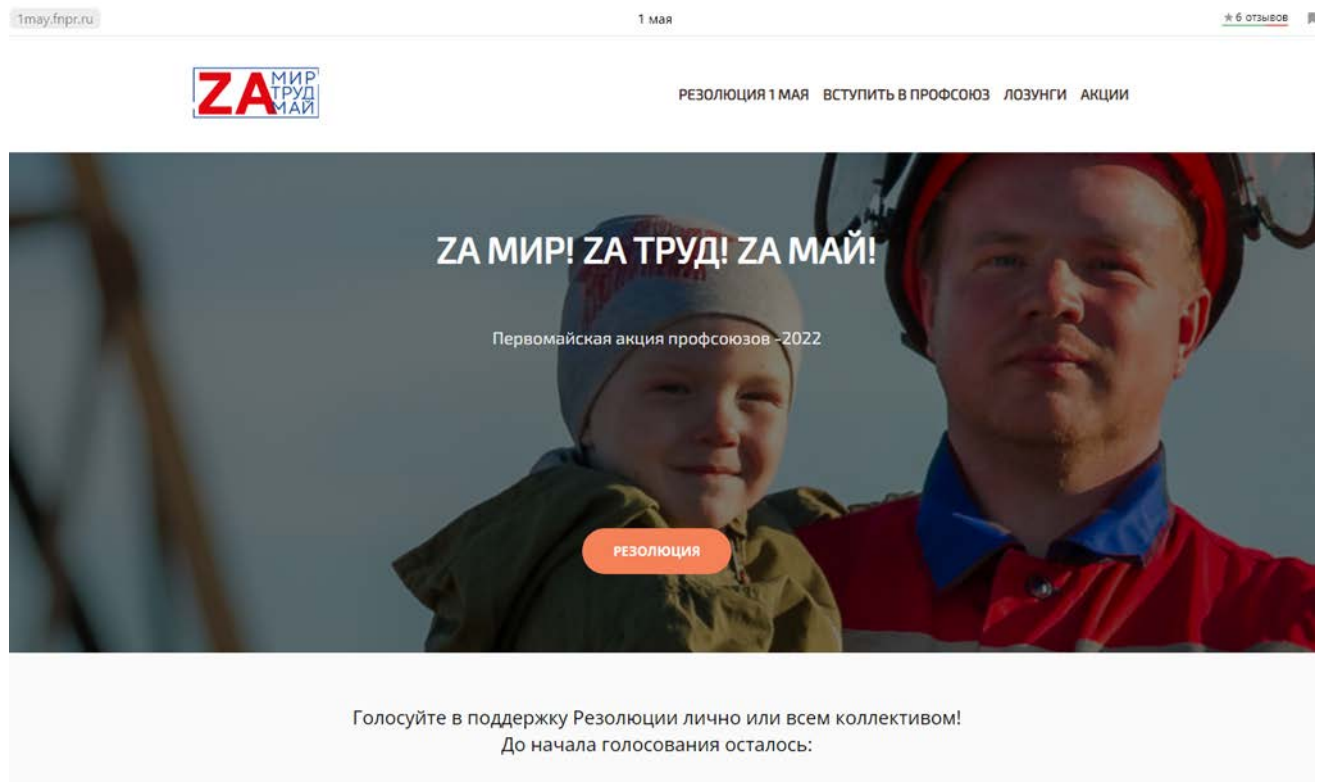 1may.fnpr.ru
1 мая
6 отзывов
ZA МИР
ТРУД
МАЙ
РЕЗОЛЮЦИЯ 1 МАЯ ВСТУПИТЬ В ПРОФСОЮЗ ЛОЗУНГИ АКЦИИ
ZA МИР! ZA ТРУД! ZA МАЙ!
Первомайская акция профсоюзов -2022
РЕЗОЛЮЦИЯ
Голосуйте в поддержку Резолюции лично или всем коллективом!
До начала голосования осталось: